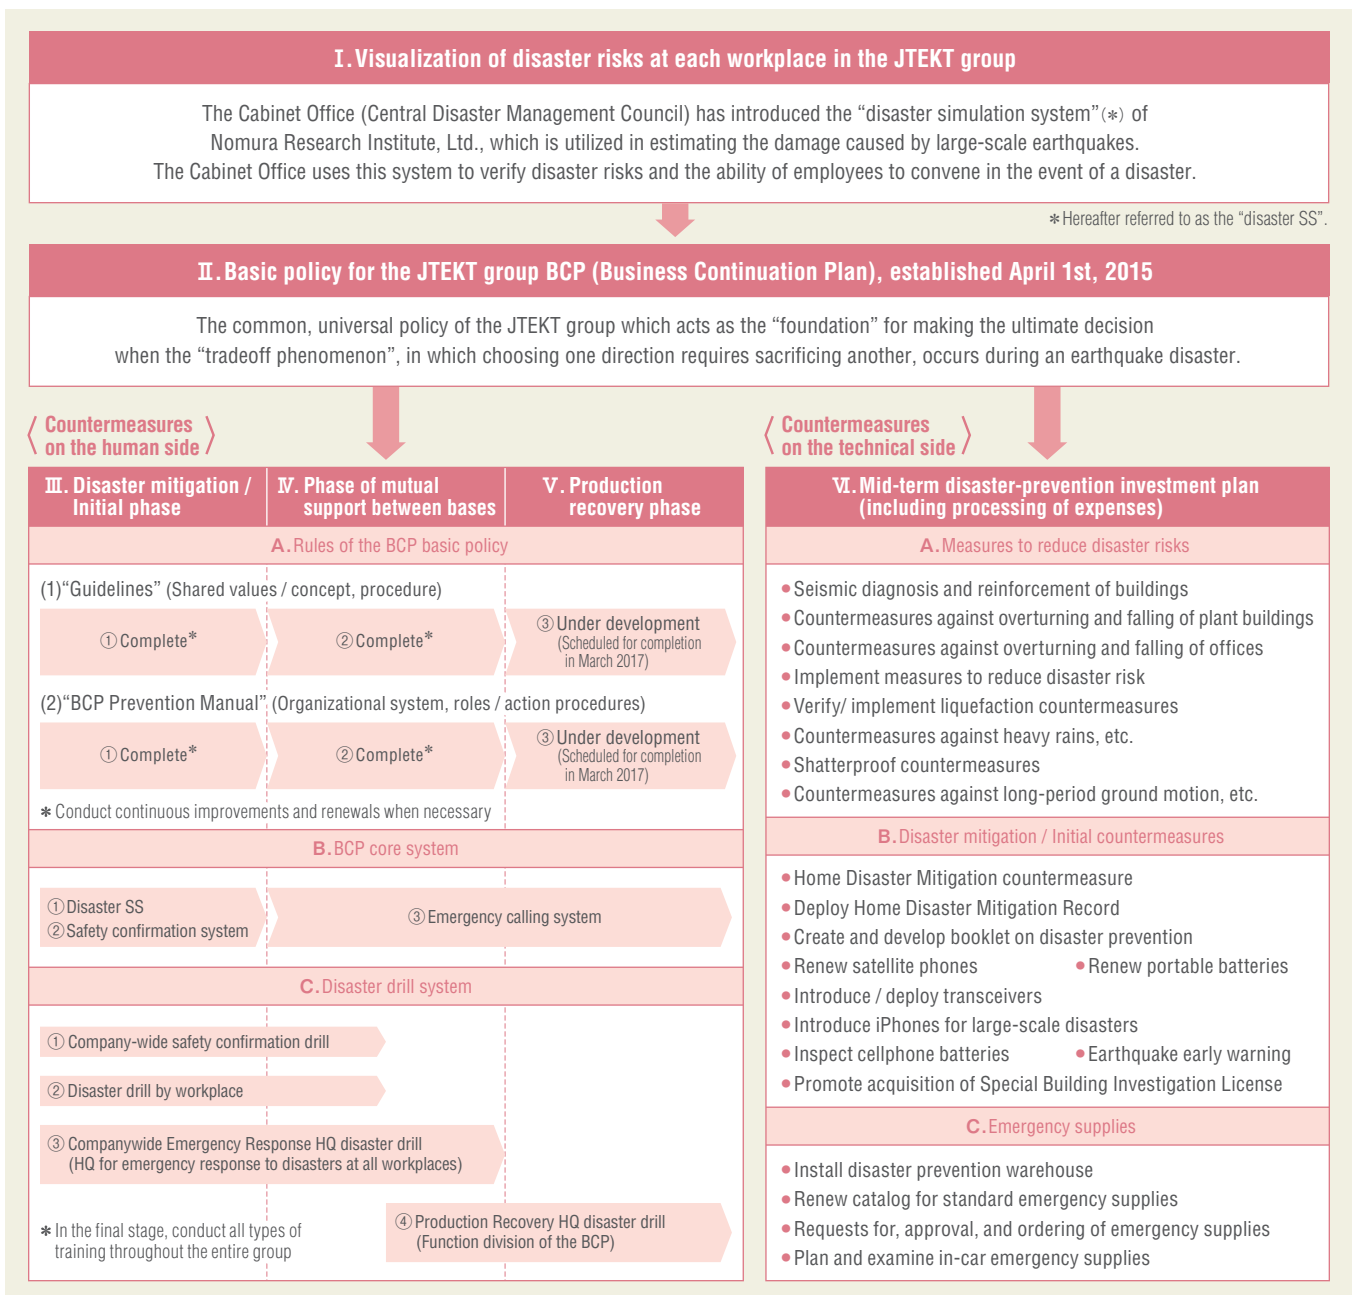 Ⅰ.Visualization of disaster risks at each workplace in the JTEKT group
The Cabinet Office (Central Disaster Management Council) has introduced the “disaster simulation system”(*) of
Nomura Research Institute, Ltd., which is utilized in estimating the damage caused by large-scale earthquakes.
The Cabinet Office uses this system to verify disaster risks and the ability of employees to convene in the event of a disaster.
* Hereafter referred to as the “disaster SS”.
Ⅱ.Basic policy for the JTEKT group BCP (Business Continuation Plan), established April 1st, 2015
The common, universal policy of the JTEKT group which acts as the “foundation” for making the ultimate decision
when the “tradeoff phenomenon”, in which choosing one direction requires sacrificing another, occurs during an earthquake disaster.
〈 Countermeasures
on the human side 〉
Ⅲ. Disaster mitigation /
Initial phase
Ⅳ. Phase of mutual
support between bases
Ⅴ. Production
recovery phase
A.Rules of the BCP basic policy
(1)“Guidelines” (Shared values / concept, procedure)
①Complete*
②Complete*
③Under development
(Scheduled for completion
in March 2017)
(2)“BCP Prevention Manual” (Organizational system, roles / action procedures)
①Complete*
②Complete*
③Under development
(Scheduled for completion
in March 2017)
* Conduct continuous improvements and renewals when necessary
B.BCP core system
①Disaster SS
②Safety confirmation system
③Emergency calling system
C.Disaster drill system
①Company-wide safety confirmation drill
②Disaster drill by workplace
③Companywide Emergency Response HQ disaster drill
(HQ for emergency response to disasters at all workplaces)
④Production Recovery HQ disaster drill
(Function division of the BCP)
* In the final stage, conduct all types of
training throughout the entire group
〈 Countermeasures
on the technical side 〉
Ⅵ. Mid-term disaster-prevention investment plan
(including processing of expenses)
A.Measures to reduce disaster risks
●Seismic diagnosis and reinforcement of buildings
●Countermeasures against overturning and falling of plant buildings
●Countermeasures against overturning and falling of offices
●Implement measures to reduce disaster risk
●Verify/ implement liquefaction countermeasures
●Countermeasures against heavy rains, etc.
●Shatterproof countermeasures
●Countermeasures against long-period ground motion, etc.
B.Disaster mitigation / Initial countermeasures
●Home Disaster Mitigation countermeasure
●Deploy Home Disaster Mitigation Record
●Create and develop booklet on disaster prevention
●Renew satellite phones ●Renew portable batteries
●Introduce / deploy transceivers
●Introduce iPhones for large-scale disasters
●Inspect cellphone batteries ●Earthquake early warning
●Promote acquisition of Special Building Investigation License
C.Emergency supplies
●Install disaster prevention warehouse
●Renew catalog for standard emergency supplies
●Requests for, approval, and ordering of emergency supplies
●Plan and examine in-car emergency supplies